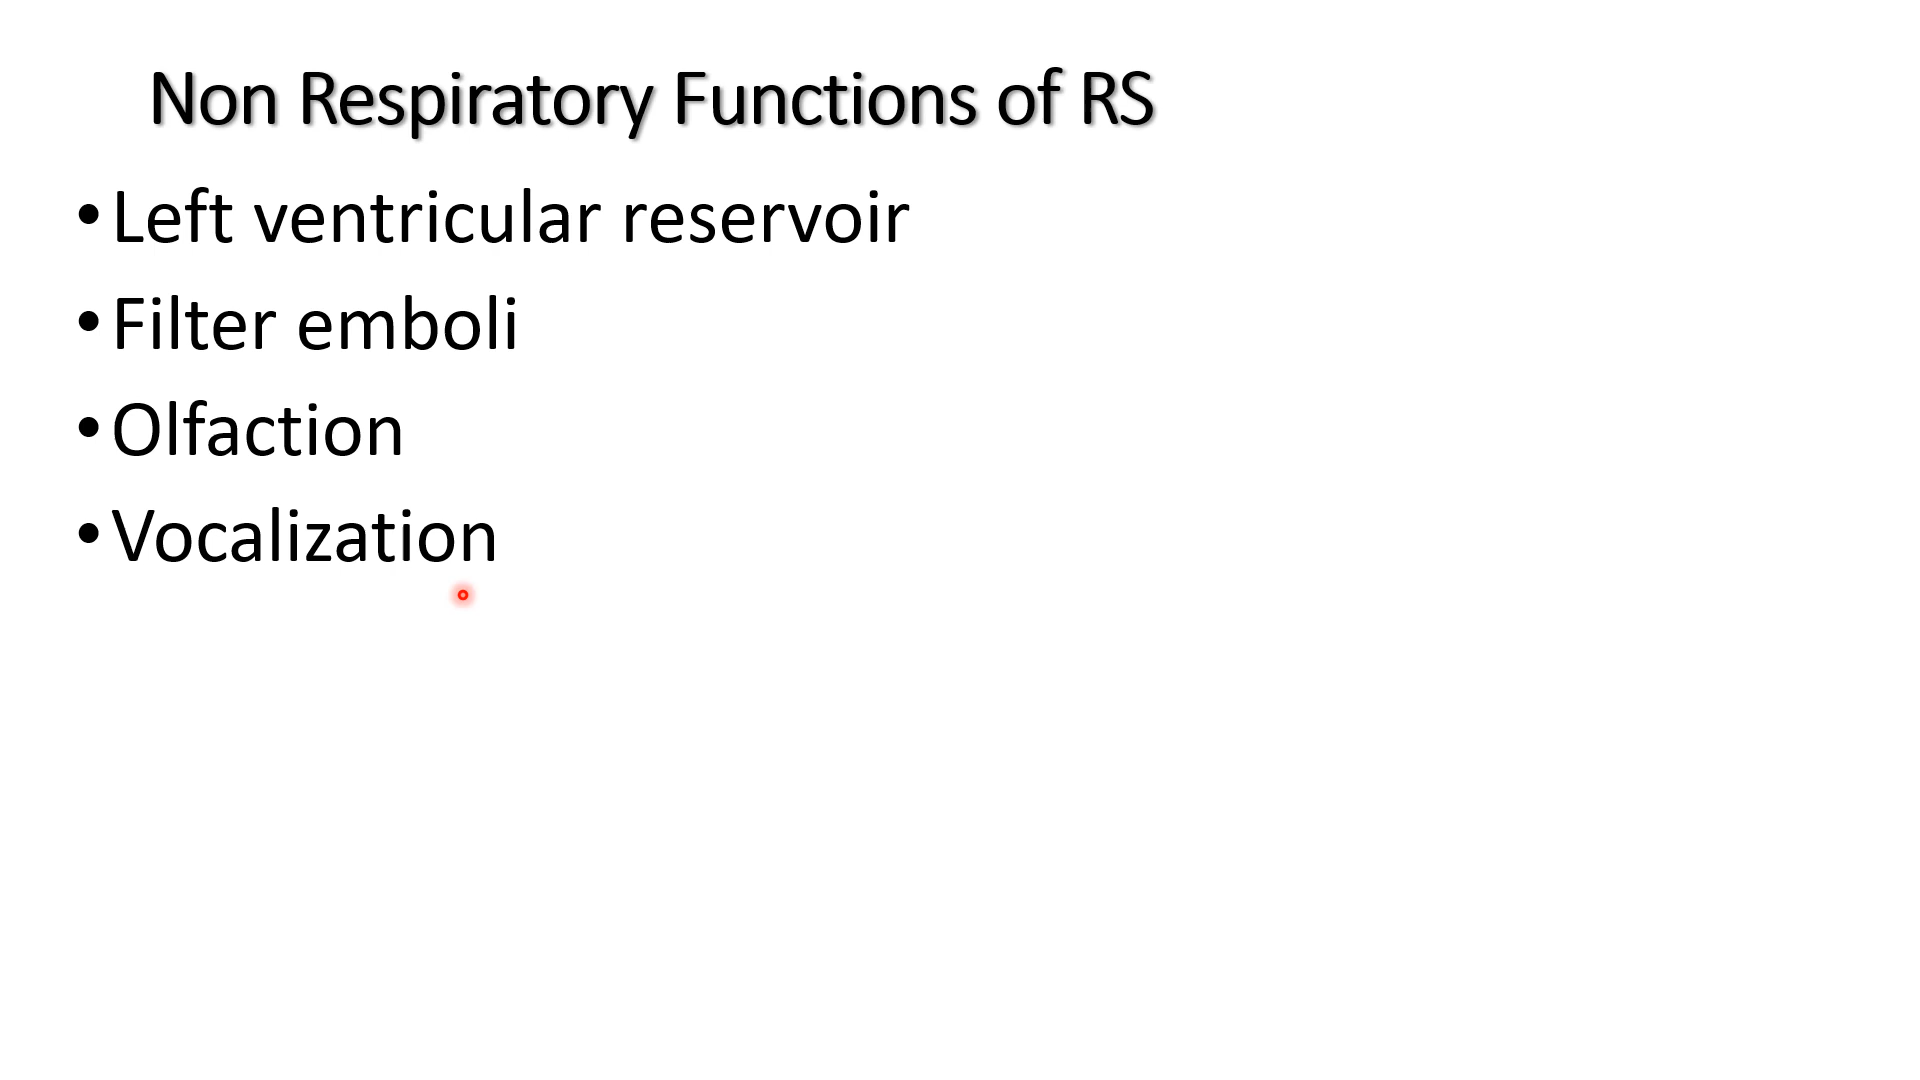 Non Respiratory Functions of RS
• Left ventricular reservoir
• Filter emboli
• Olfaction
• Vocalization